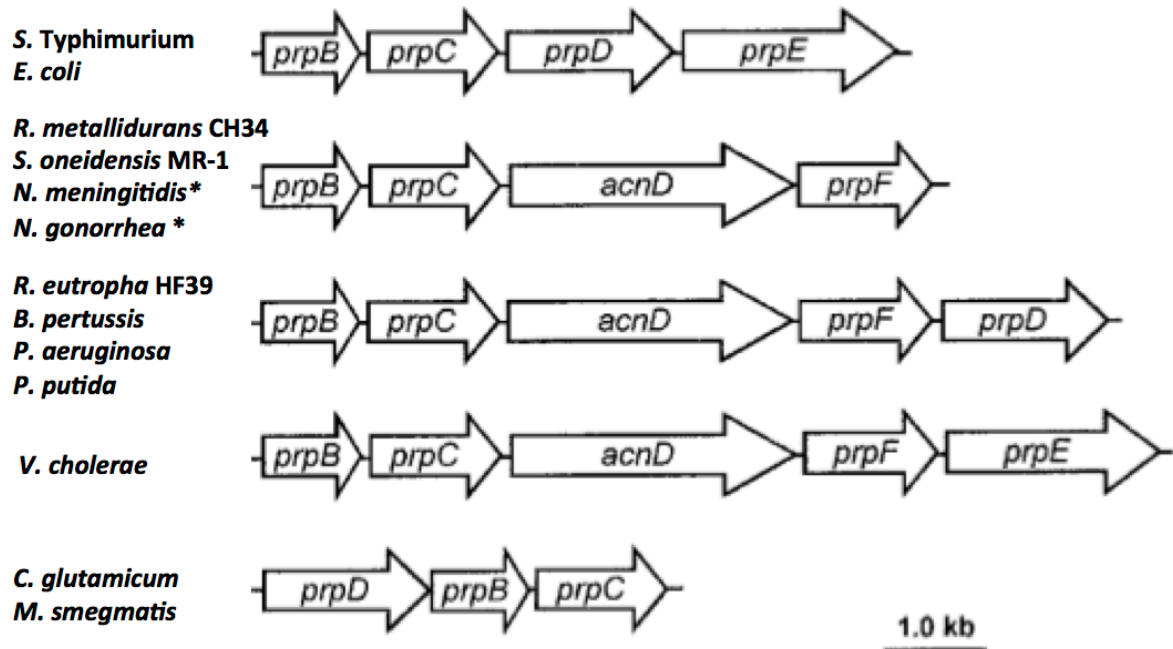 S. Typhimurium
E. coli
prpB prpC prpD prpE
R. metallidurans CH34
S. oneidensis MR-1
N. meningitidis*
N. gonorrhea *
prpB prpC acnD prpF
R. eutropha HF39
B. pertussis
P. aeruginosa
P. putida
prpB prpC acnD prpF prpD
V. cholerae
prpB prpC acnD prpF prpE
C. glutamicum
M. smegmatis
prpD prpB prpC
1.0 kb